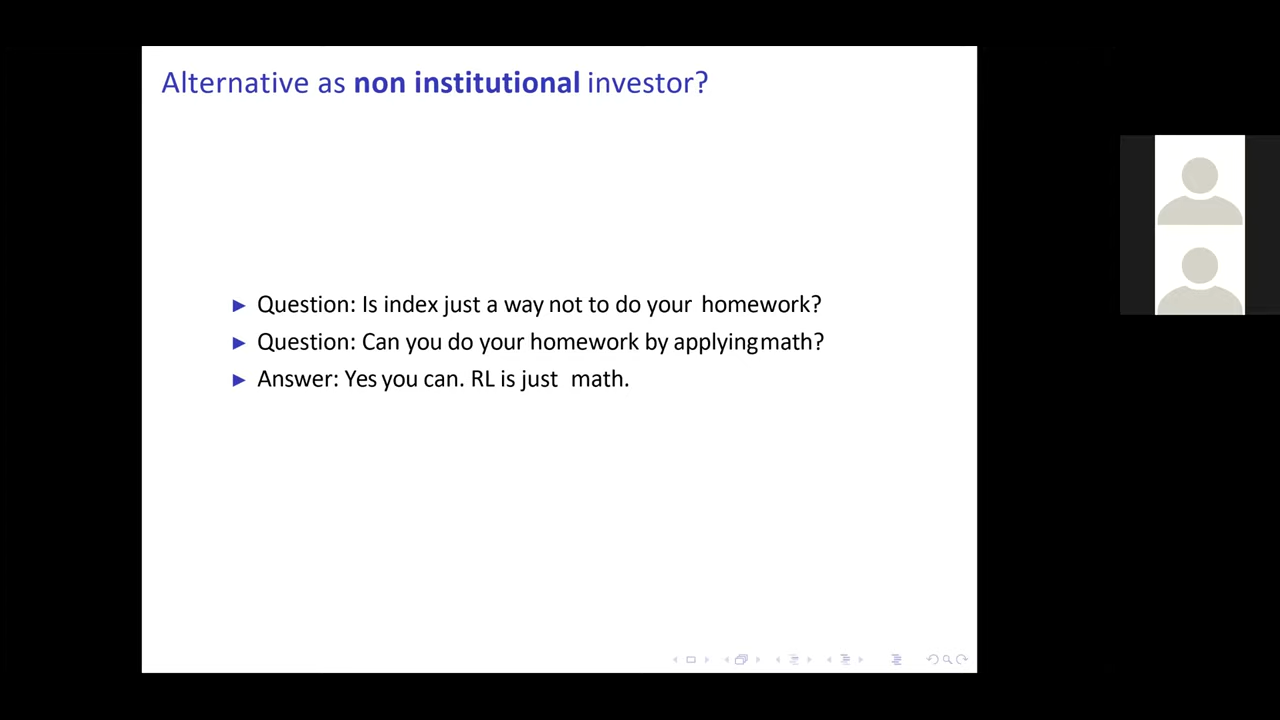 Alternative as non institutional investor?
► Question: Is index just a way not to do your homework?
► Question: Can you do your homework by applying math?
► Answer: Yes you can. RL is just math.